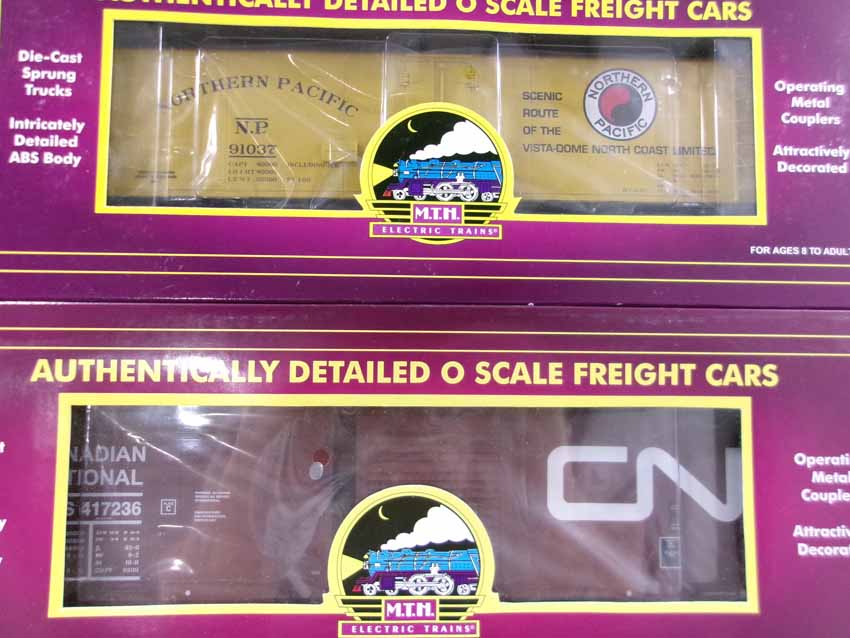 AUTHENTICALLY DETAILED O SCALE FREIGHT CARS
Die-Cast
Sprung
Trucks
Intricately
Detailed
ABS Body
NORTHERN PACIFIC
N.P.
91037
SCENIC
ROUTE
OF THE
VISTA-DOME NORTH COAST LIMITED
NORTHERN
PACIFIC
Operating
Metal
Couplers
Attractively
Decorated
M.T.H.
ELECTRIC TRAINS®
FOR AGES 8 TO ADULT
AUTHENTICALLY DETAILED O SCALE FREIGHT CARS
NADIAN
TIONAL
S 417236
CN
Operati
Metal
Couple
Attractiv
Decorat
M.T.H.
ELECTRIC TRAINS®